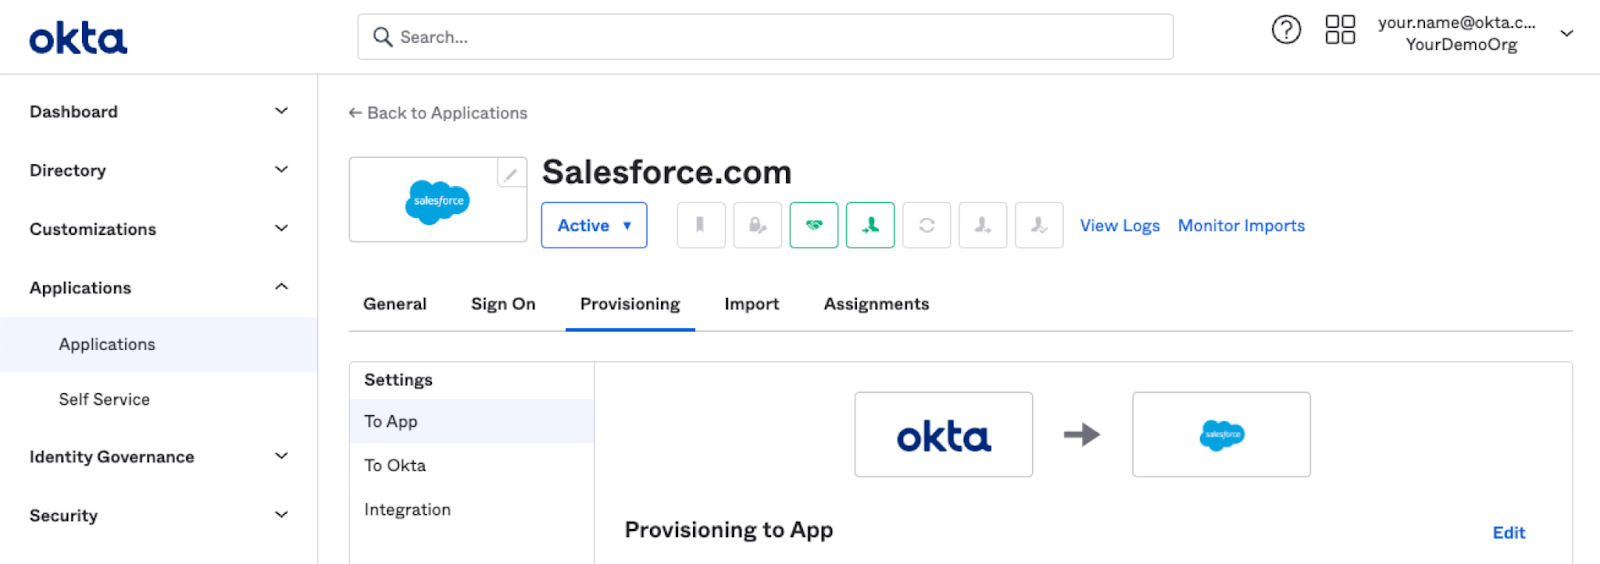 okta
Search...
your.name@okta.c...
YourDemoOrg
Dashboard
Directory
Customizations
Applications
Applications
Self Service
Identity Governance
Security
← Back to Applications
salesforce
Salesforce.com
Active
View Logs
Monitor Imports
General
Sign On
Provisioning
Import
Assignments
Settings
To App
To Okta
Integration
okta
salesforce
Provisioning to App
Edit